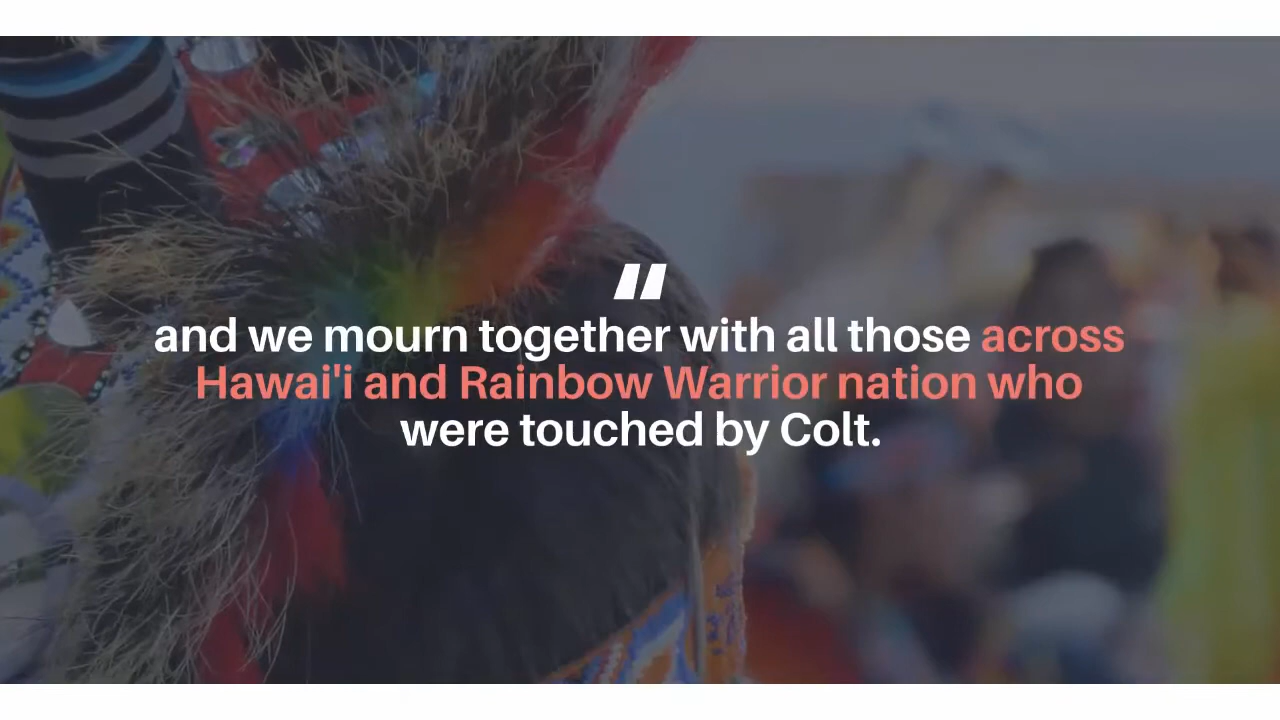 and we mourn together with all those across
Hawai'i and Rainbow Warrior nation who
were touched by Colt.